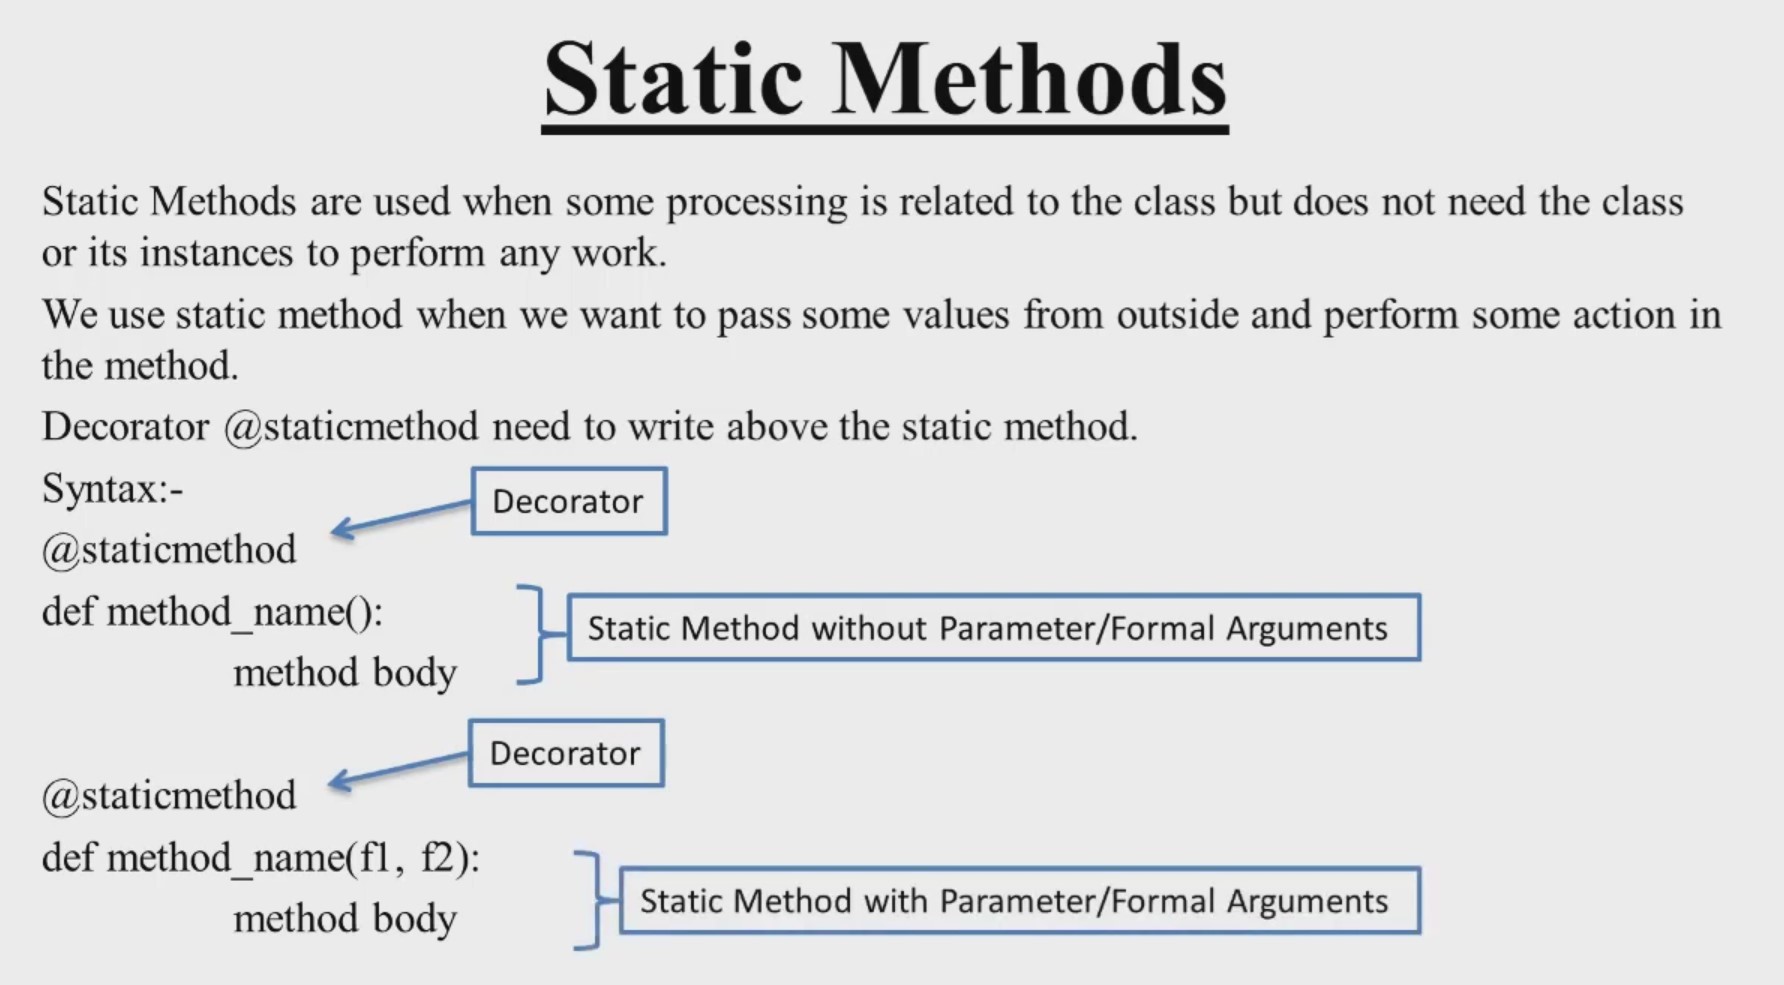 Static Methods
Static Methods are used when some processing is related to the class but does not need the class
or its instances to perform any work.
We use static method when we want to pass some values from outside and perform some action in
the method.
Decorator @staticmethod need to write above the static method.
Syntax:-
Decorator
@staticmethod
def method_name():
Static Method without Parameter/Formal Arguments
method body
Decorator
@staticmethod
def method_name(f1, f2):
Static Method with Parameter/Formal Arguments
method body